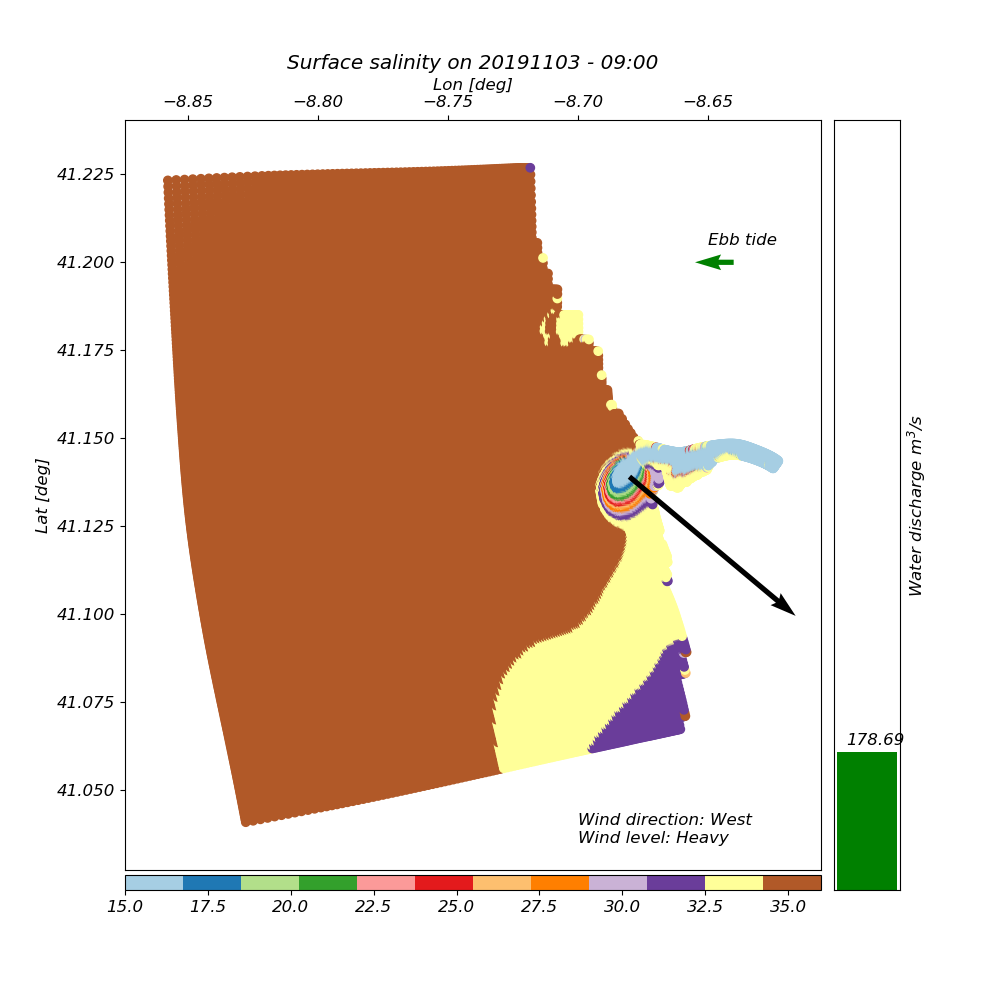 Surface salinity on 20191103 - 09:00
Lon [deg]
−8.85 −8.80 −8.75 −8.70 −8.65
41.225
41.200
41.175
41.150
41.125
41.100
41.075
41.050
Lat [deg]
Ebb tide
Wind direction: West
Wind level: Heavy
15.0 17.5 20.0 22.5 25.0 27.5 30.0 32.5 35.0
178.69
Water discharge m³/s